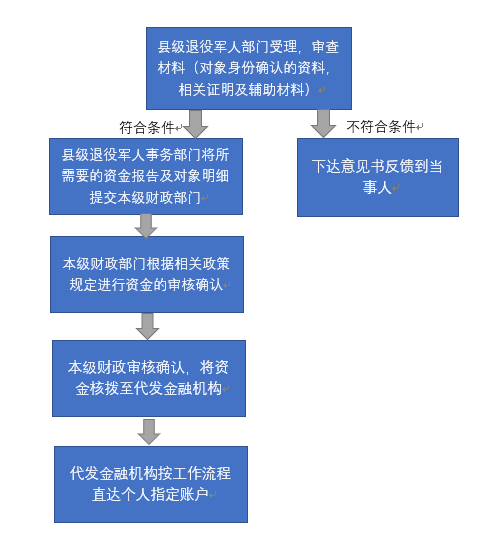 县级退役军人部门受理，审查
材料（对象身份确认的资料，
相关证明及辅助材料）
符合条件
不符合条件
县级退役军人事务部门将所
需要的资金报告及对象明细
提交本级财政部门
下达意见书反馈到当
事人
本级财政部门根据相关政策
规定进行资金的审核确认
本级财政审核确认，将资
金核拨至代发金融机构
代发金融机构按工作流程
直达个人指定账户